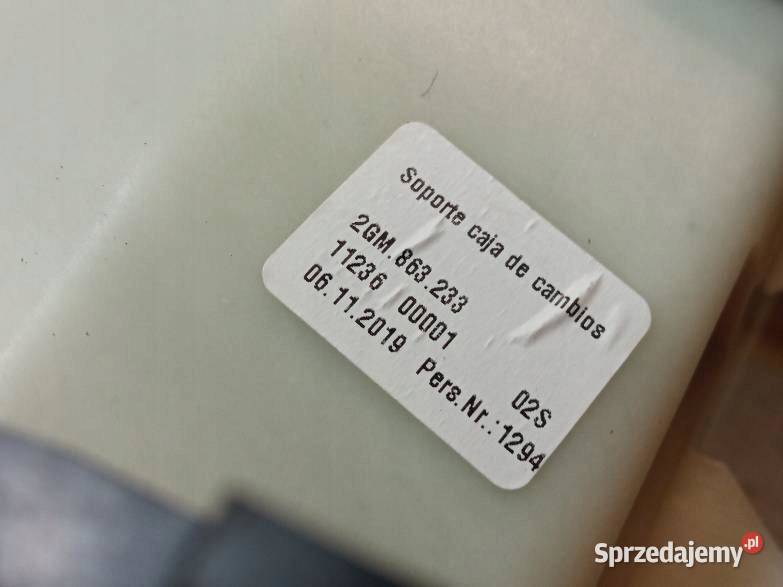 Soporte caja de cambios
2GM.863.233
11236 00001 02S
06.11.2019 Pers.Nr.:1294
Sprzedajemy.pl